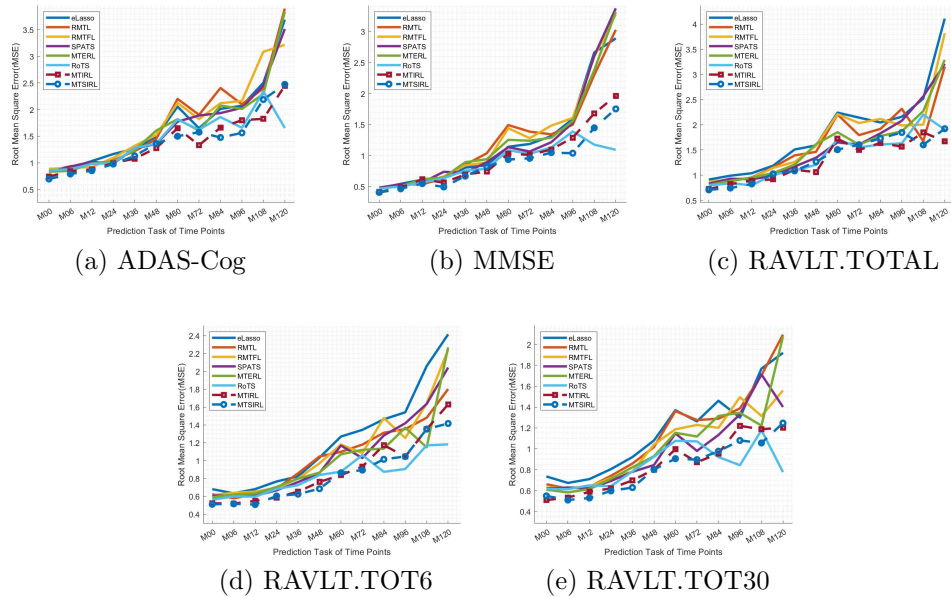 Root Mean Square Error(rMSE)
3.5
3
2.5
2
1.5
1
0.5
eLasso
RMTL
RMTFL
SPATS
MTERL
RoTS
MTIRL
MTSIRL
M00 M06 M12 M24 M36 M48 M60 M72 M84 M96 M108 M120
Prediction Task of Time Points
(a) ADAS-Cog
Root Mean Square Error(rMSE)
3.5
3
2.5
2
1.5
1
0.5
eLasso
RMTL
RMTFL
SPATS
MTERL
RoTS
MTIRL
MTSIRL
M00 M06 M12 M24 M36 M48 M60 M72 M84 M96 M108 M120
Prediction Task of Time Points
(b) MMSE
Root Mean Square Error(rMSE)
4
3.5
3
2.5
2
1.5
1
0.5
eLasso
RMTL
RMTFL
SPATS
MTERL
RoTS
MTIRL
MTSIRL
M00 M06 M12 M24 M36 M48 M60 M72 M84 M96 M108 M120
Prediction Task of Time Points
(c) RAVLT.TOTAL
Root Mean Square Error(rMSE)
2.4
2.2
2
1.8
1.6
1.4
1.2
1
0.8
0.6
0.4
eLasso
RMTL
RMTFL
SPATS
MTERL
RoTS
MTIRL
MTSIRL
M00 M06 M12 M24 M36 M48 M60 M72 M84 M96 M108 M120
Prediction Task of Time Points
(d) RAVLT.TOT6
Root Mean Square Error(rMSE)
2
1.8
1.6
1.4
1.2
1
0.8
0.6
0.4
eLasso
RMTL
RMTFL
SPATS
MTERL
RoTS
MTIRL
MTSIRL
M00 M06 M12 M24 M36 M48 M60 M72 M84 M96 M108 M120
Prediction Task of Time Points
(e) RAVLT.TOT30